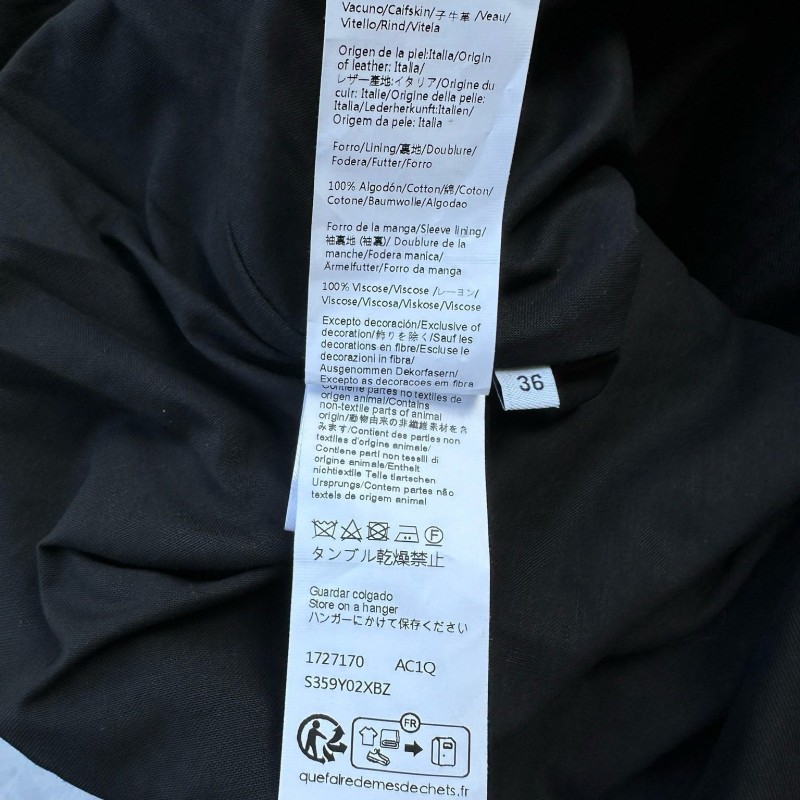 Vacuno/Caifskin/子牛革 /Veau/
Vitello/Rind/Vitela
Origen de la piel:Italia/Origin
of leather: Italia/
レザー産地:イタリア/Origine du
cuir: Italie/Origine della pelle:
Italia/Lederherkunft:Italien/
Origem da pele: Italia
Forro/Lining/裏地/Doublure/
Fodera/Futter/Forro
100% Algodón/Cotton/綿/Coton/
Cotone/Baumwolle/Algodao
Forro de la manga/Sleeve lining/
袖裏地 (袖裏)/ Doublure de la
manche/Fodera manica/
Ärmelfutter/Forro da manga
100% Viscose/Viscose /レーヨン/
Viscose/Viscosa/Viskose/Viscose
Excepto decoración/Exclusive of
decoration/飾りを除く/Sauf les
decorations en fibre/Escluse le
decorazioni in fibra/
Ausgenommen Dekorfasern/
Excepto as decoracoes em fibra
Contiene partes no textiles de
origen animal/Contains
non-textile parts of animal
origin/動物由来の非繊維素材を含
みます/Contient des parties non
textiles d'origine animale/
Contiene parti non tessili di
origine animale/Entheit
nichtextile Telle tiartschen
Ursprungs/Contem partes não
texteis de origem animal
タンブル乾燥禁止
Guardar colgado
Store on a hanger
ハンガーにかけて保存ください
1727170 AC1Q
S359Y02XBZ
FR
quefairedemesdechets.fr
36
F